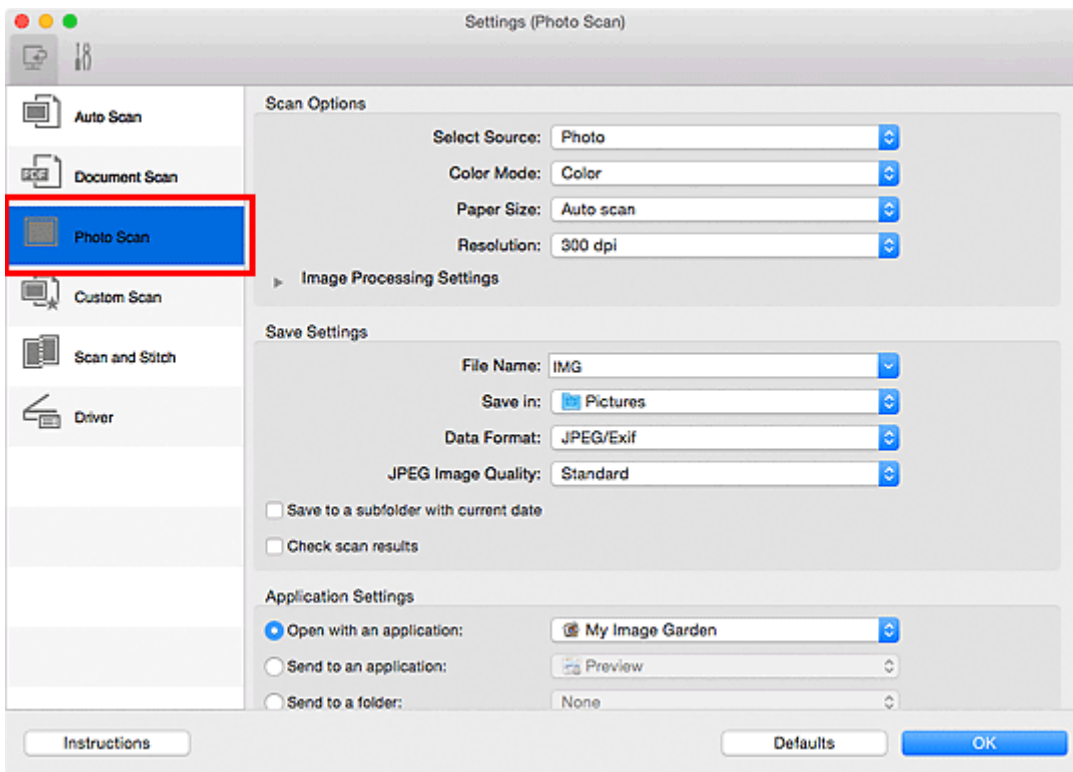 Settings (Photo Scan)
Auto Scan
PDF
Document Scan
Photo Scan
Custom Scan
Scan and Stitch
Driver
Scan Options
Select Source: Photo
Color Mode: Color
Paper Size: Auto scan
Resolution: 300 dpi
Image Processing Settings
Save Settings
File Name: IMG
Save in: Pictures
Data Format: JPEG/Exif
JPEG Image Quality: Standard
Save to a subfolder with current date
Check scan results
Application Settings
Open with an application: My Image Garden
Send to an application: Preview
Send to a folder: None
Instructions
Defaults
OK